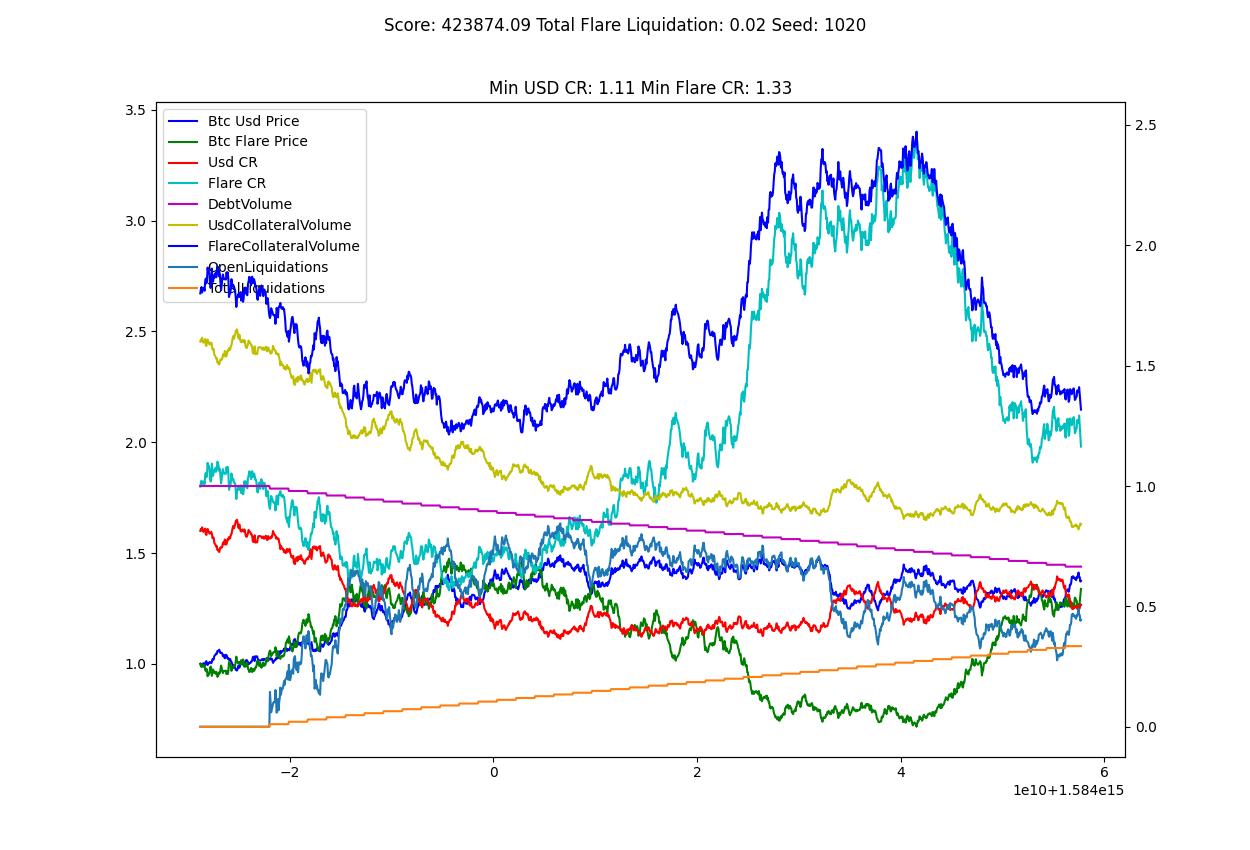 Score: 423874.09 Total Flare Liquidation: 0.02 Seed: 1020
Min USD CR: 1.11 Min Flare CR: 1.33
3.5
3.0
2.5
2.0
1.5
1.0
Btc Usd Price
Btc Flare Price
Usd CR
Flare CR
DebtVolume
UsdCollateralVolume
FlareCollateralVolume
OpenLiquidations
TotalLiquidations
2.5
2.0
1.5
1.0
0.5
0.0
−2 0 2 4 6
1e10+1.584e15